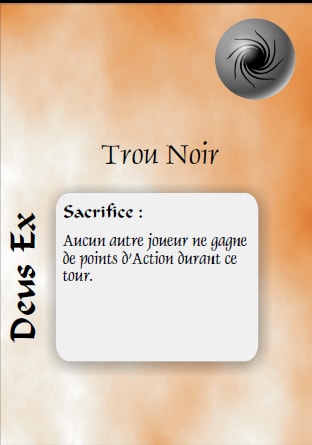 Trou Noir
Deus Ex
Sacrifice :
Aucun autre joueur ne gagne
de points d'Action durant ce
tour.